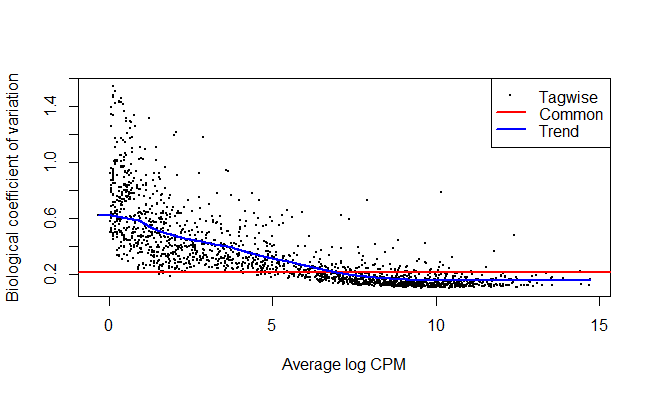 Biological coefficient of variation
1.4
1.0
0.6
0.2
Tagwise
Common
Trend
0
5
10
15
Average log CPM